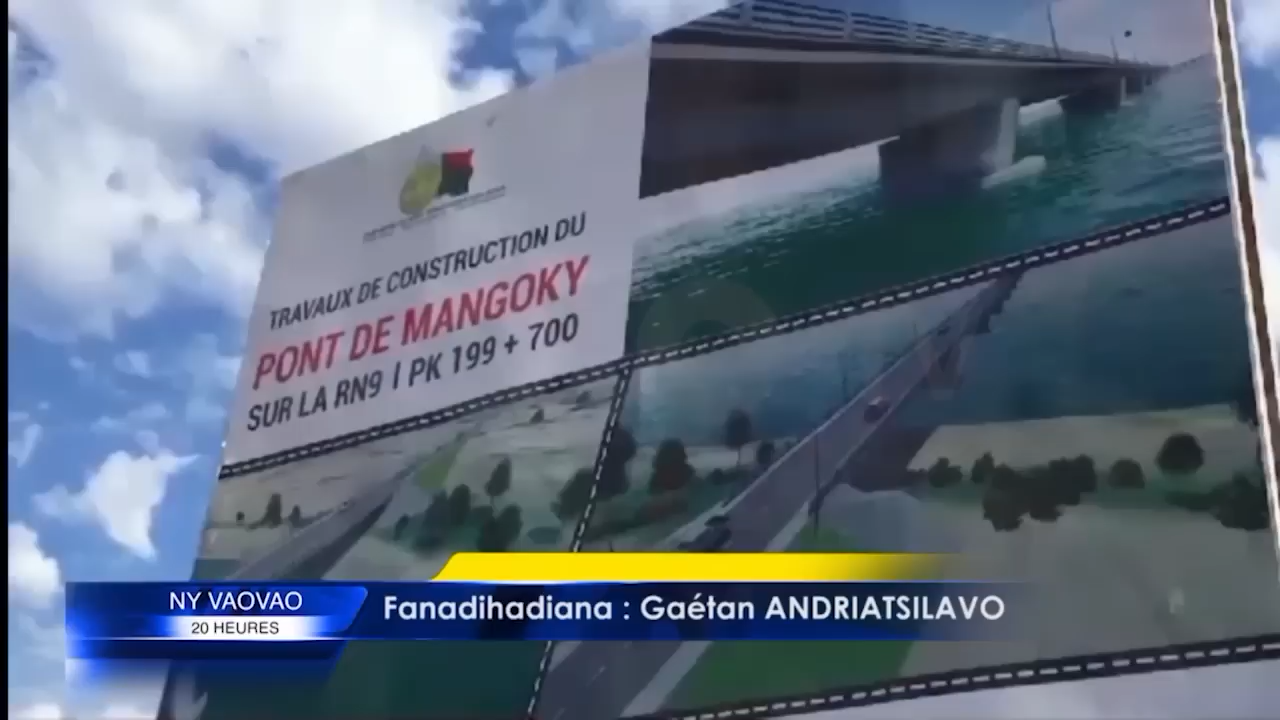 TRAVAUX DE CONSTRUCTION DU
PONT DE MANGOKY
SUR LA RN9 I PK 199 + 700
NY VAOVAO
20 HEURES
Fanadihadiana : Gaétan ANDRIATSILAVO